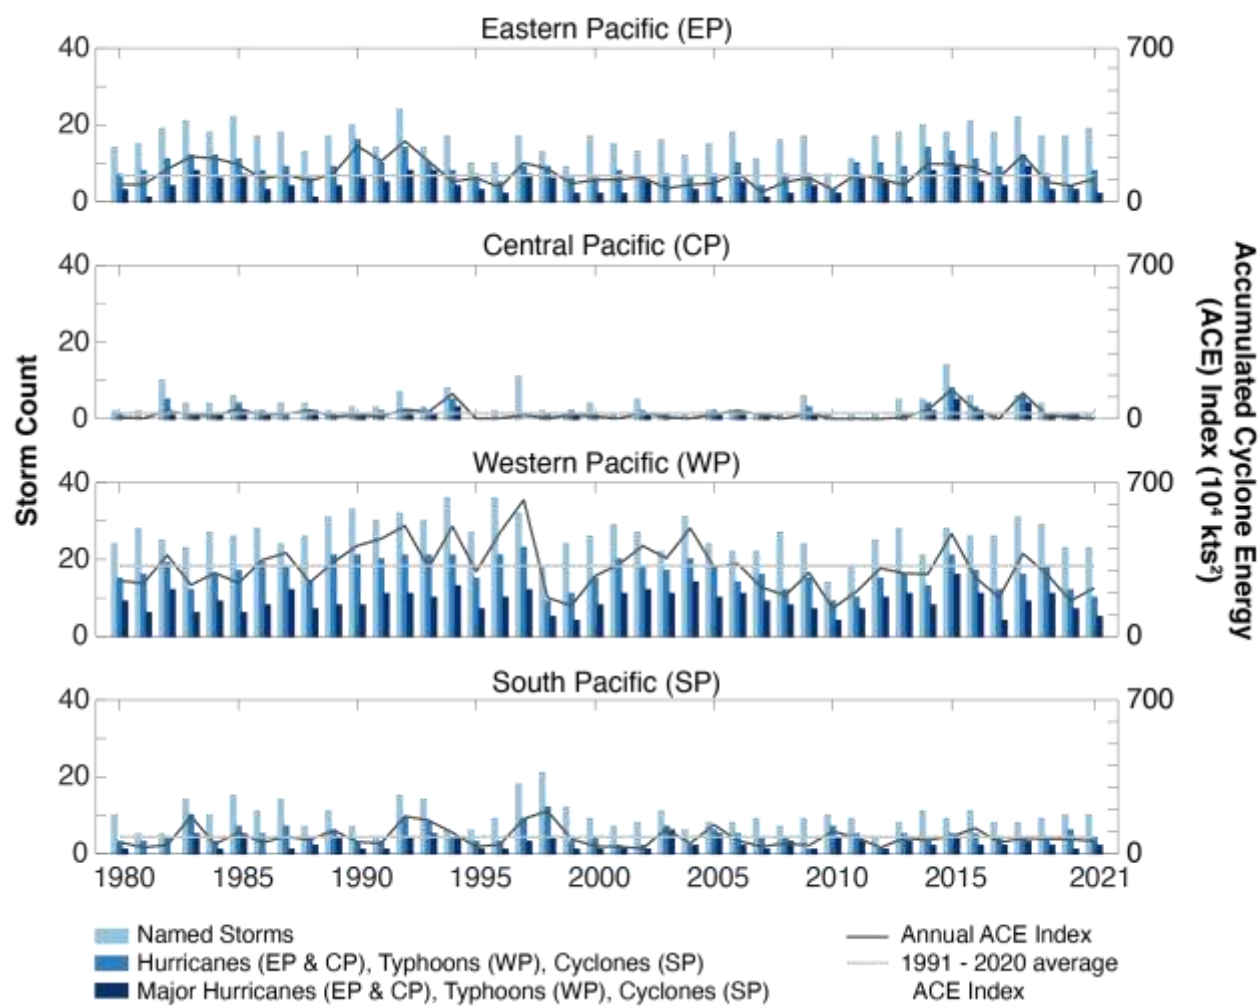 Eastern Pacific (EP)
40
20
0
700
0
Central Pacific (CP)
40
20
0
700
0
Western Pacific (WP)
40
20
0
700
0
South Pacific (SP)
40
20
0
700
0
Storm Count
Accumulated Cyclone Energy
(ACE) Index (10⁴ kts²)
1980 1985 1990 1995 2000 2005 2010 2015 2021
Named Storms
Hurricanes (EP & CP), Typhoons (WP), Cyclones (SP)
Major Hurricanes (EP & CP), Typhoons (WP), Cyclones (SP)
Annual ACE Index
1991 - 2020 average
ACE Index